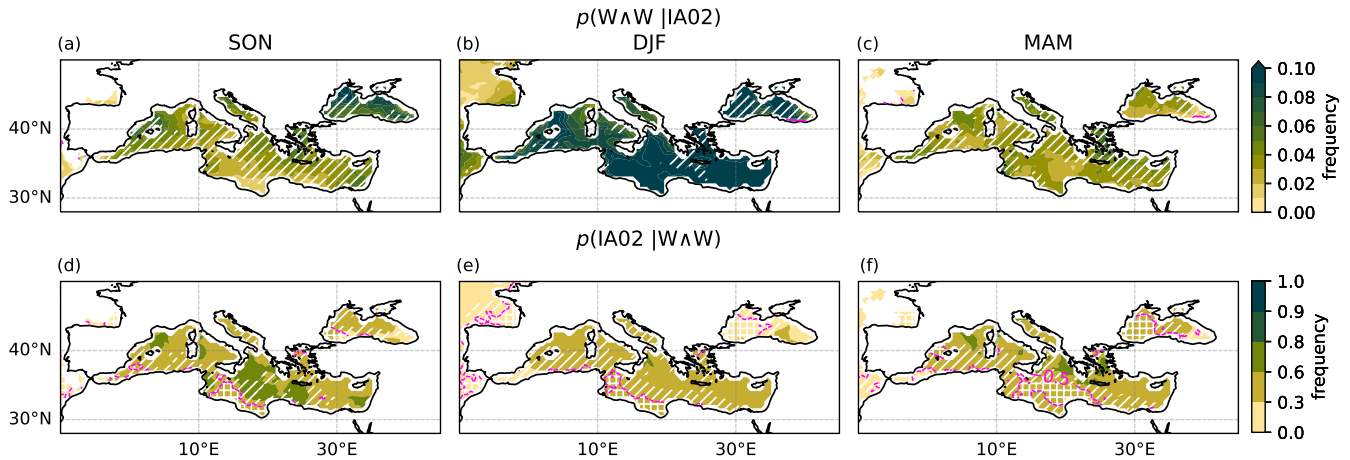 p(W∧W |IA02)
(a) SON (b) DJF (c) MAM
40°N
30°N
0.10
0.08
0.06
0.04
0.02
0.00
frequency
p(IA02 |W∧W)
(d) (e) (f)
40°N
30°N
10°E 30°E 10°E 30°E 10°E 30°E
1.0
0.9
0.8
0.6
0.3
0.0
frequency